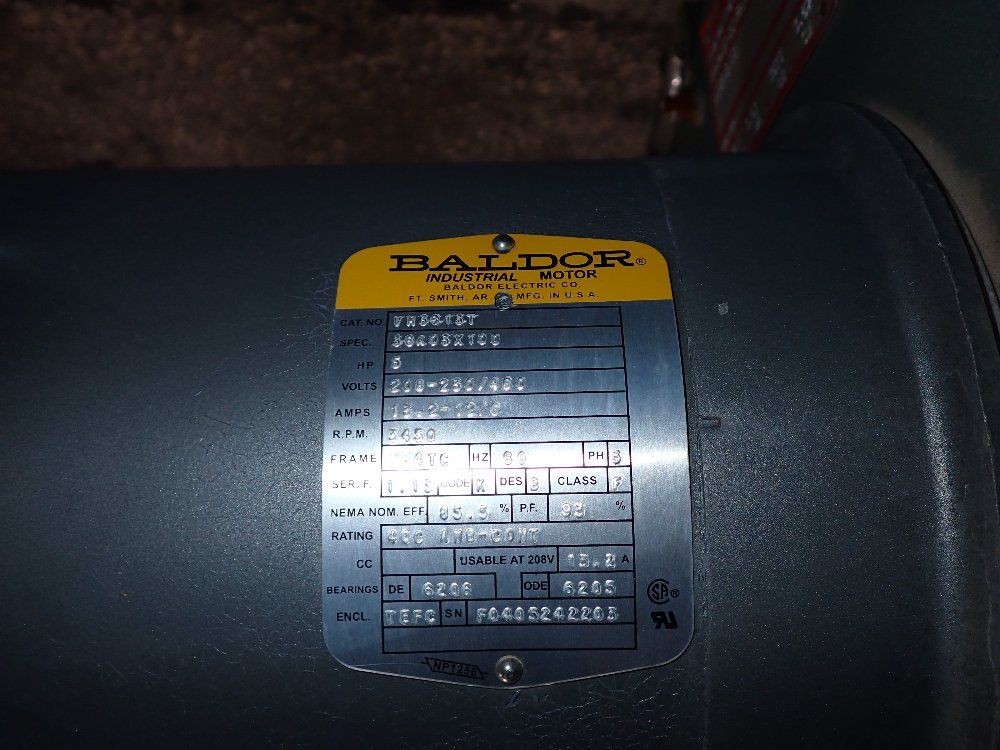 BALDOR®
INDUSTRIAL MOTOR
BALDOR ELECTRIC CO.
FT. SMITH, AR MFG. IN U.S.A.
CAT. NO. VM3613T
SPEC.
HP 5
VOLTS 208-230/460
AMPS
R.P.M. 3450
FRAME HZ 60 PH 3
SER. F. 1.15 CODE K DES B CLASS F
NEMA NOM. EFF. 85.5 % P.F. %
RATING 40C AMB-CONT
CC USABLE AT 208V 13.2 A
BEARINGS DE 6206 ODE 6205
ENCL. TEFC SN F0405242203
NP1256